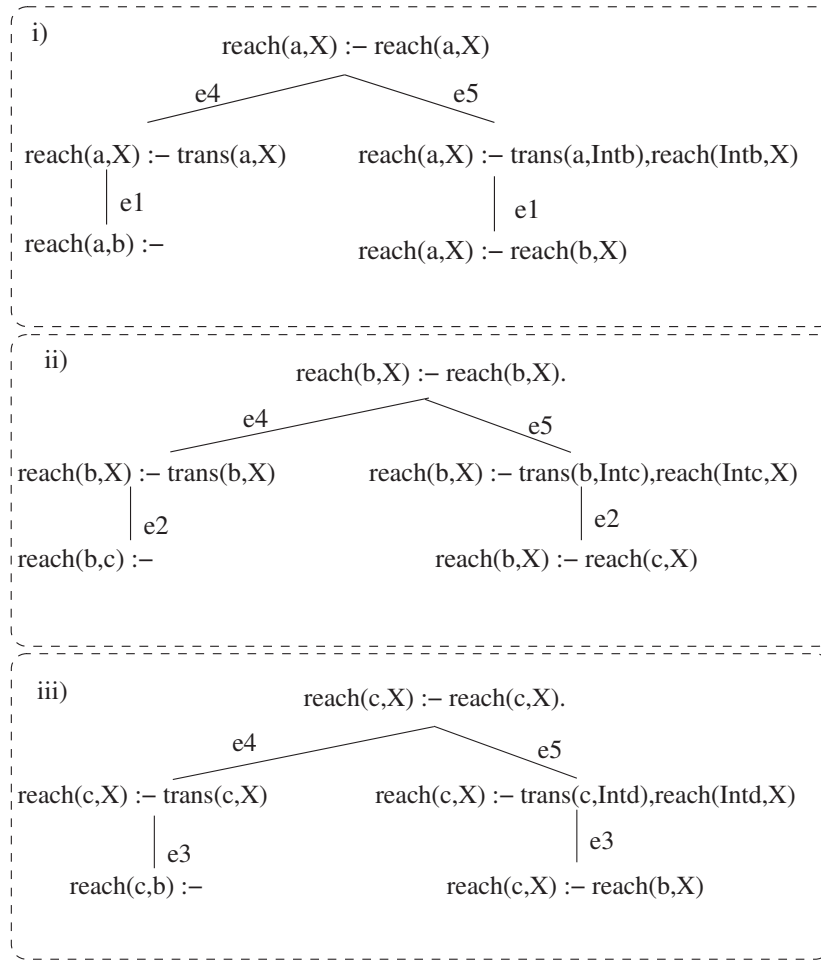 i)
reach(a,X) :− reach(a,X)
e4 e5
reach(a,X) :− trans(a,X) reach(a,X) :− trans(a,Intb),reach(Intb,X)
e1 e1
reach(a,b) :− reach(a,X) :− reach(b,X)
ii)
reach(b,X) :− reach(b,X).
e4 e5
reach(b,X) :− trans(b,X) reach(b,X) :− trans(b,Intc),reach(Intc,X)
e2 e2
reach(b,c) :− reach(b,X) :− reach(c,X)
iii)
reach(c,X) :− reach(c,X).
e4 e5
reach(c,X) :− trans(c,X) reach(c,X) :− trans(c,Intd),reach(Intd,X)
e3 e3
reach(c,b) :− reach(c,X) :− reach(b,X)